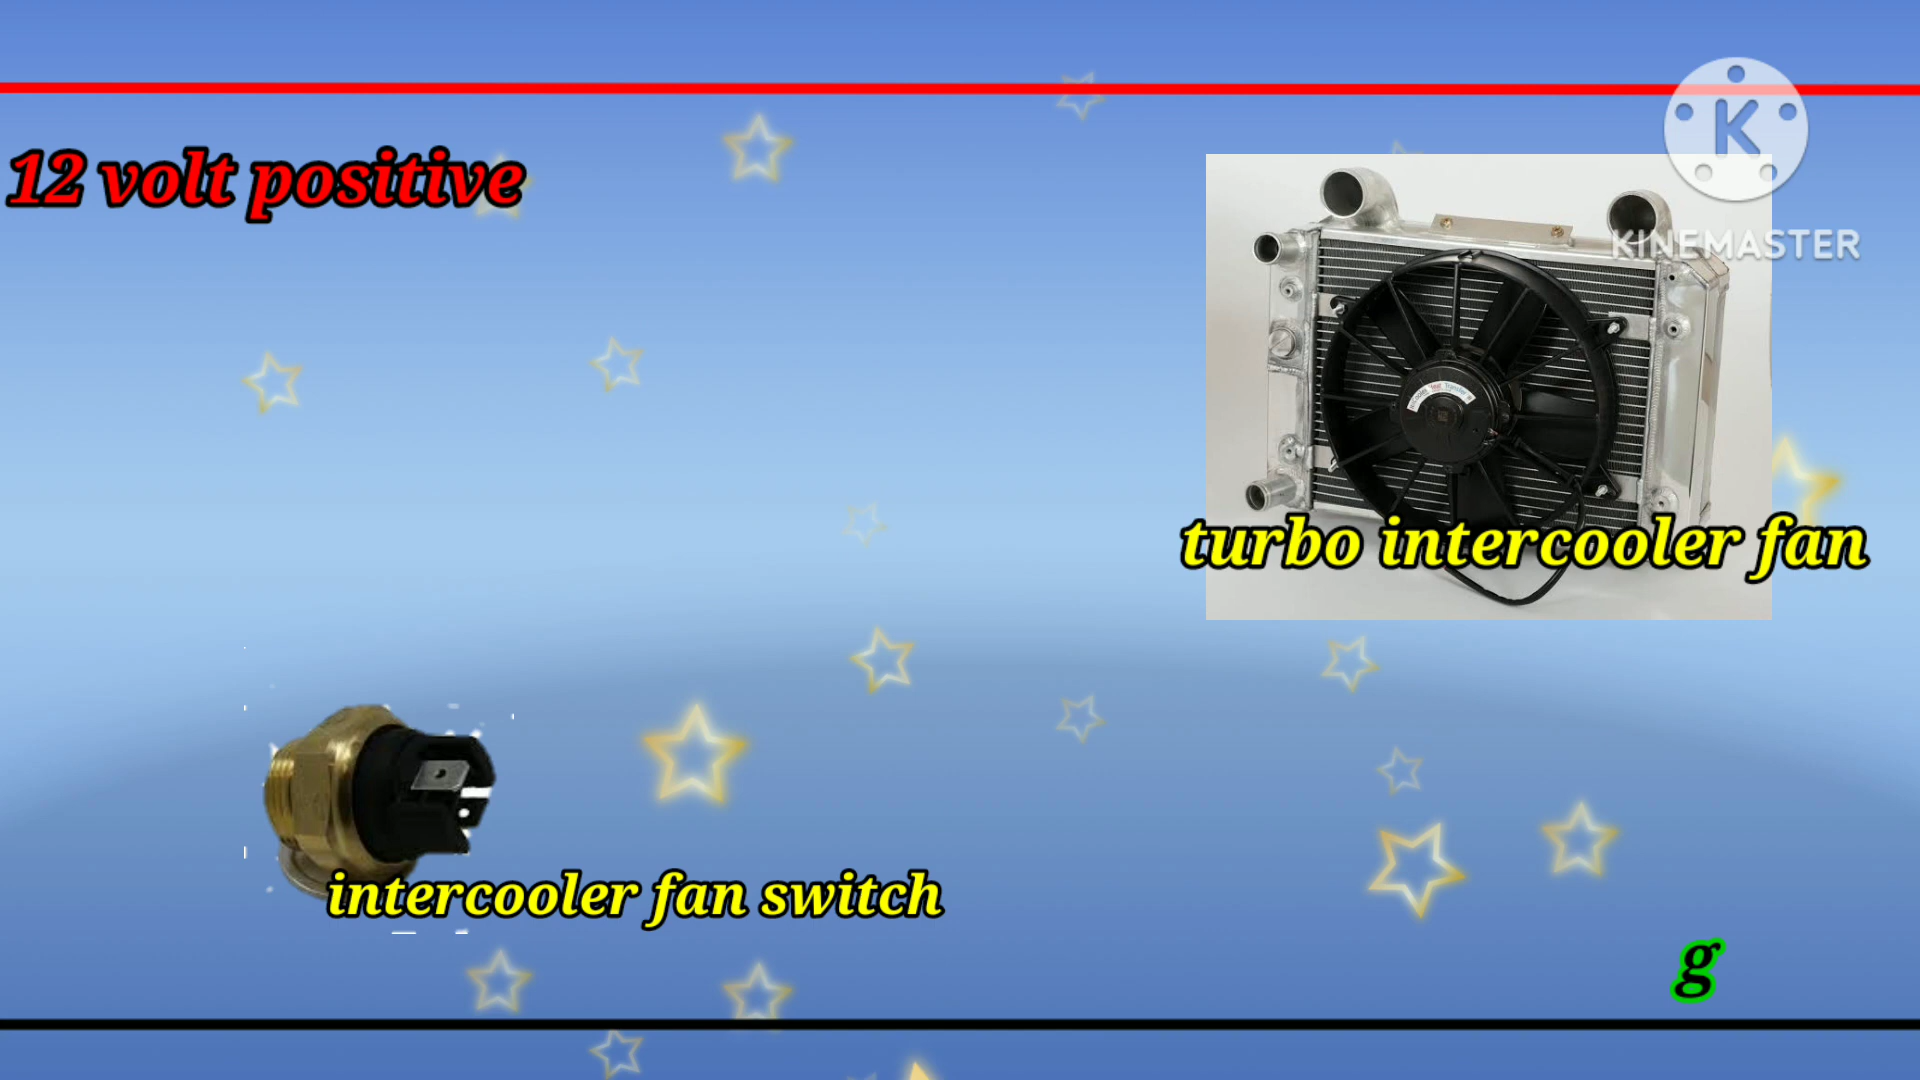 12 volt positive
K
KINEMASTER
turbo intercooler fan
intercooler fan switch
g